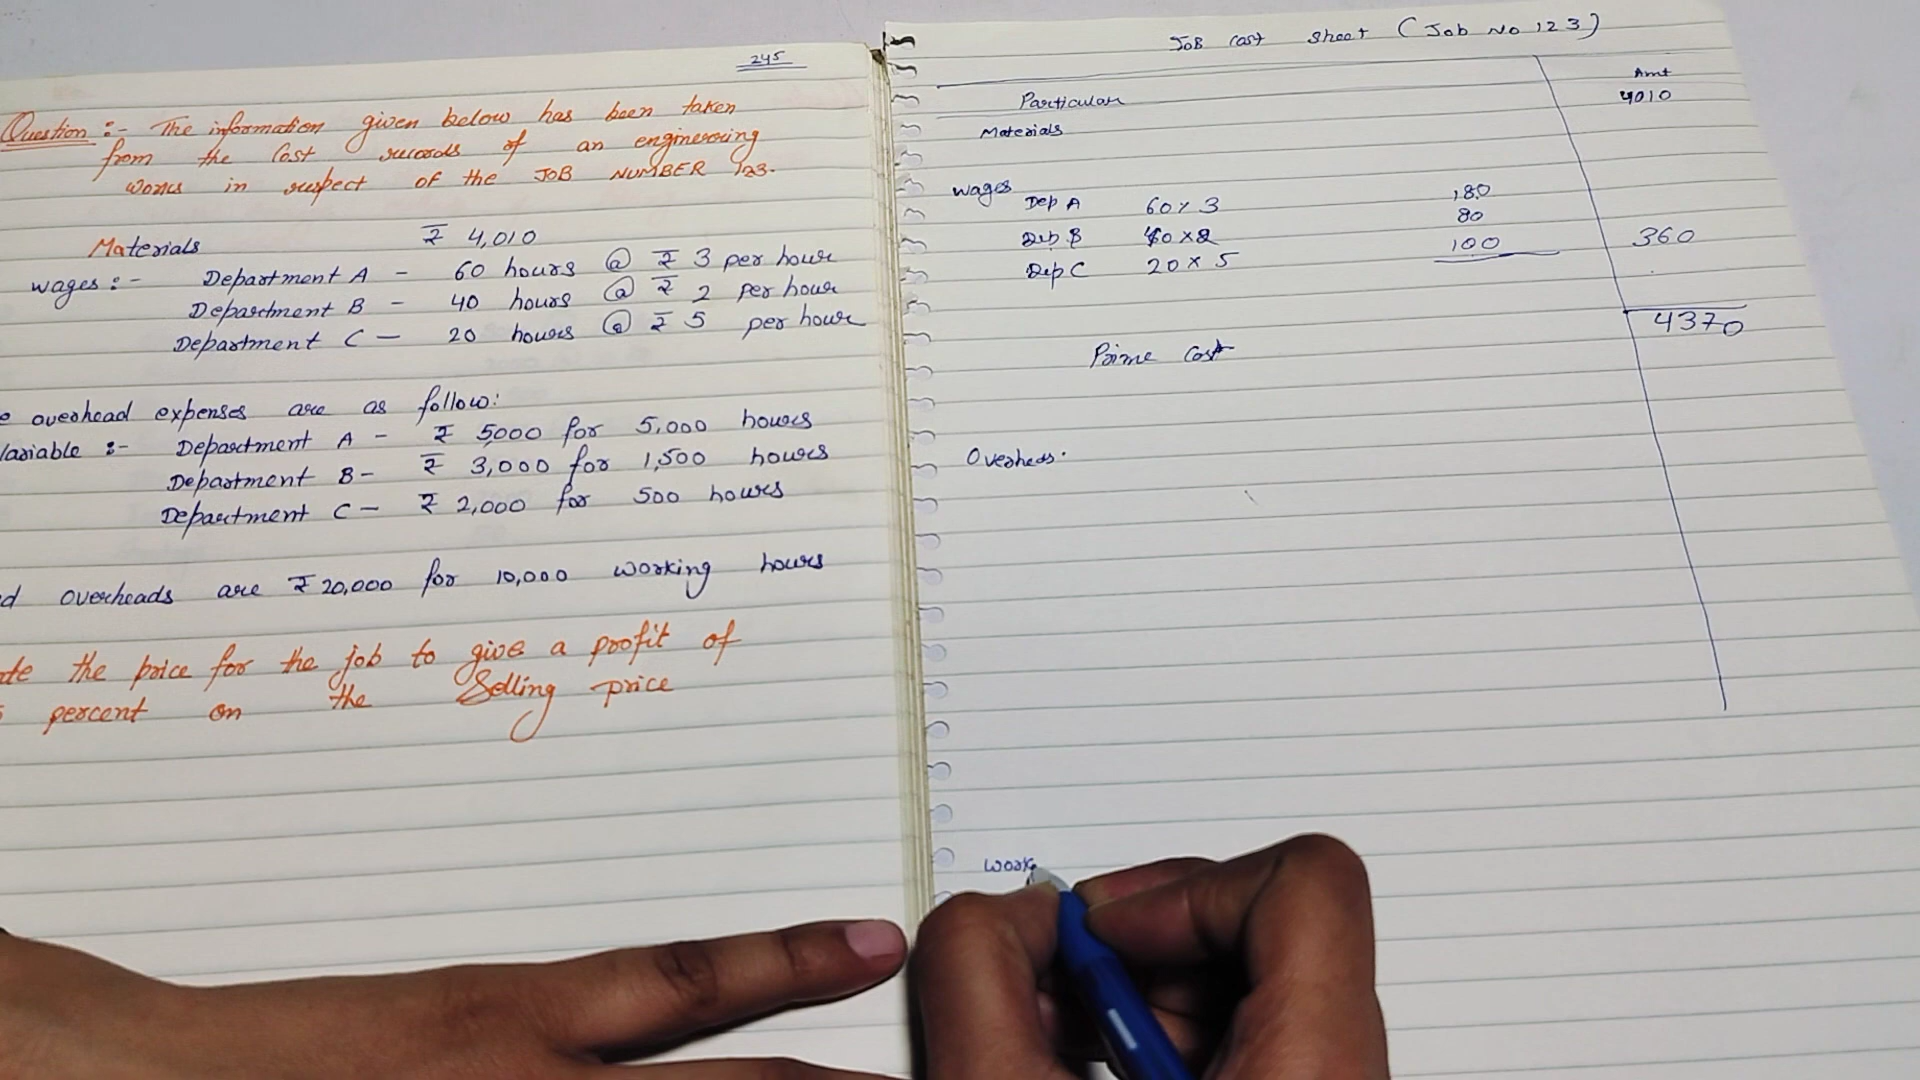 245
Question :- The information given below has been taken
from the Cost records of an engineering
works in respect of the JOB NUMBER 123.
Materials ₹ 4,010
wages :- Department A - 60 hours @ ₹ 3 per hour
Department B - 40 hours @ ₹ 2 per hour
Department C - 20 hours @ ₹ 5 per hour
e overhead expenses are as follow:
Variable :- Department A - ₹ 5,000 for 5,000 hours
Department B - ₹ 3,000 for 1,500 hours
Department C - ₹ 2,000 for 500 hours
d overheads are ₹ 20,000 for 10,000 working hours
te the price for the job to give a profit of
percent on the Selling price
JOB cost sheet (Job No 123)
Particular Amt
Materials 4010
wages Dep A 60 x 3 180
Dep B 40 x 2 80
Dep C 20 x 5 100 360
Prime Cost 4370
Overheds.
Work